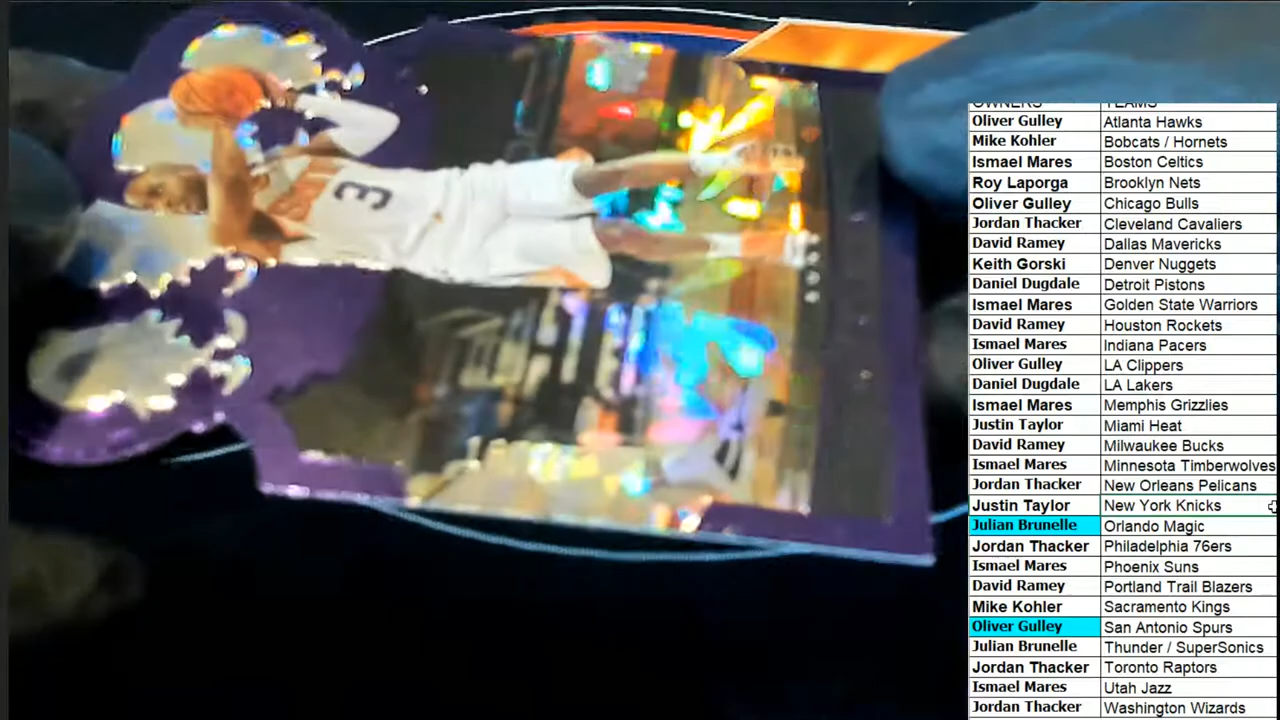 3
OWNERS TEAMS
Oliver Gulley Atlanta Hawks
Mike Kohler Bobcats / Hornets
Ismael Mares Boston Celtics
Roy Laporga Brooklyn Nets
Oliver Gulley Chicago Bulls
Jordan Thacker Cleveland Cavaliers
David Ramey Dallas Mavericks
Keith Gorski Denver Nuggets
Daniel Dugdale Detroit Pistons
Ismael Mares Golden State Warriors
David Ramey Houston Rockets
Ismael Mares Indiana Pacers
Oliver Gulley LA Clippers
Daniel Dugdale LA Lakers
Ismael Mares Memphis Grizzlies
Justin Taylor Miami Heat
David Ramey Milwaukee Bucks
Ismael Mares Minnesota Timberwolves
Jordan Thacker New Orleans Pelicans
Justin Taylor New York Knicks
Julian Brunelle Orlando Magic
Jordan Thacker Philadelphia 76ers
Ismael Mares Phoenix Suns
David Ramey Portland Trail Blazers
Mike Kohler Sacramento Kings
Oliver Gulley San Antonio Spurs
Julian Brunelle Thunder / SuperSonics
Jordan Thacker Toronto Raptors
Ismael Mares Utah Jazz
Jordan Thacker Washington Wizards